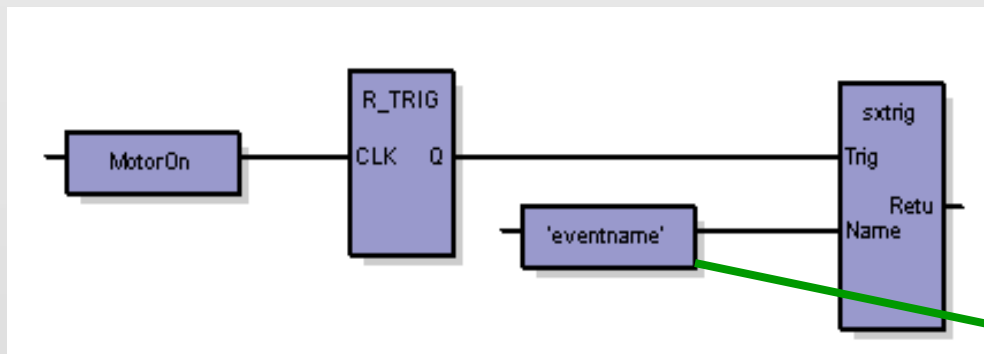 R_TRIG
sxtrig
MotorOn
CLK Q
Trig
Retu
'eventname'
Name